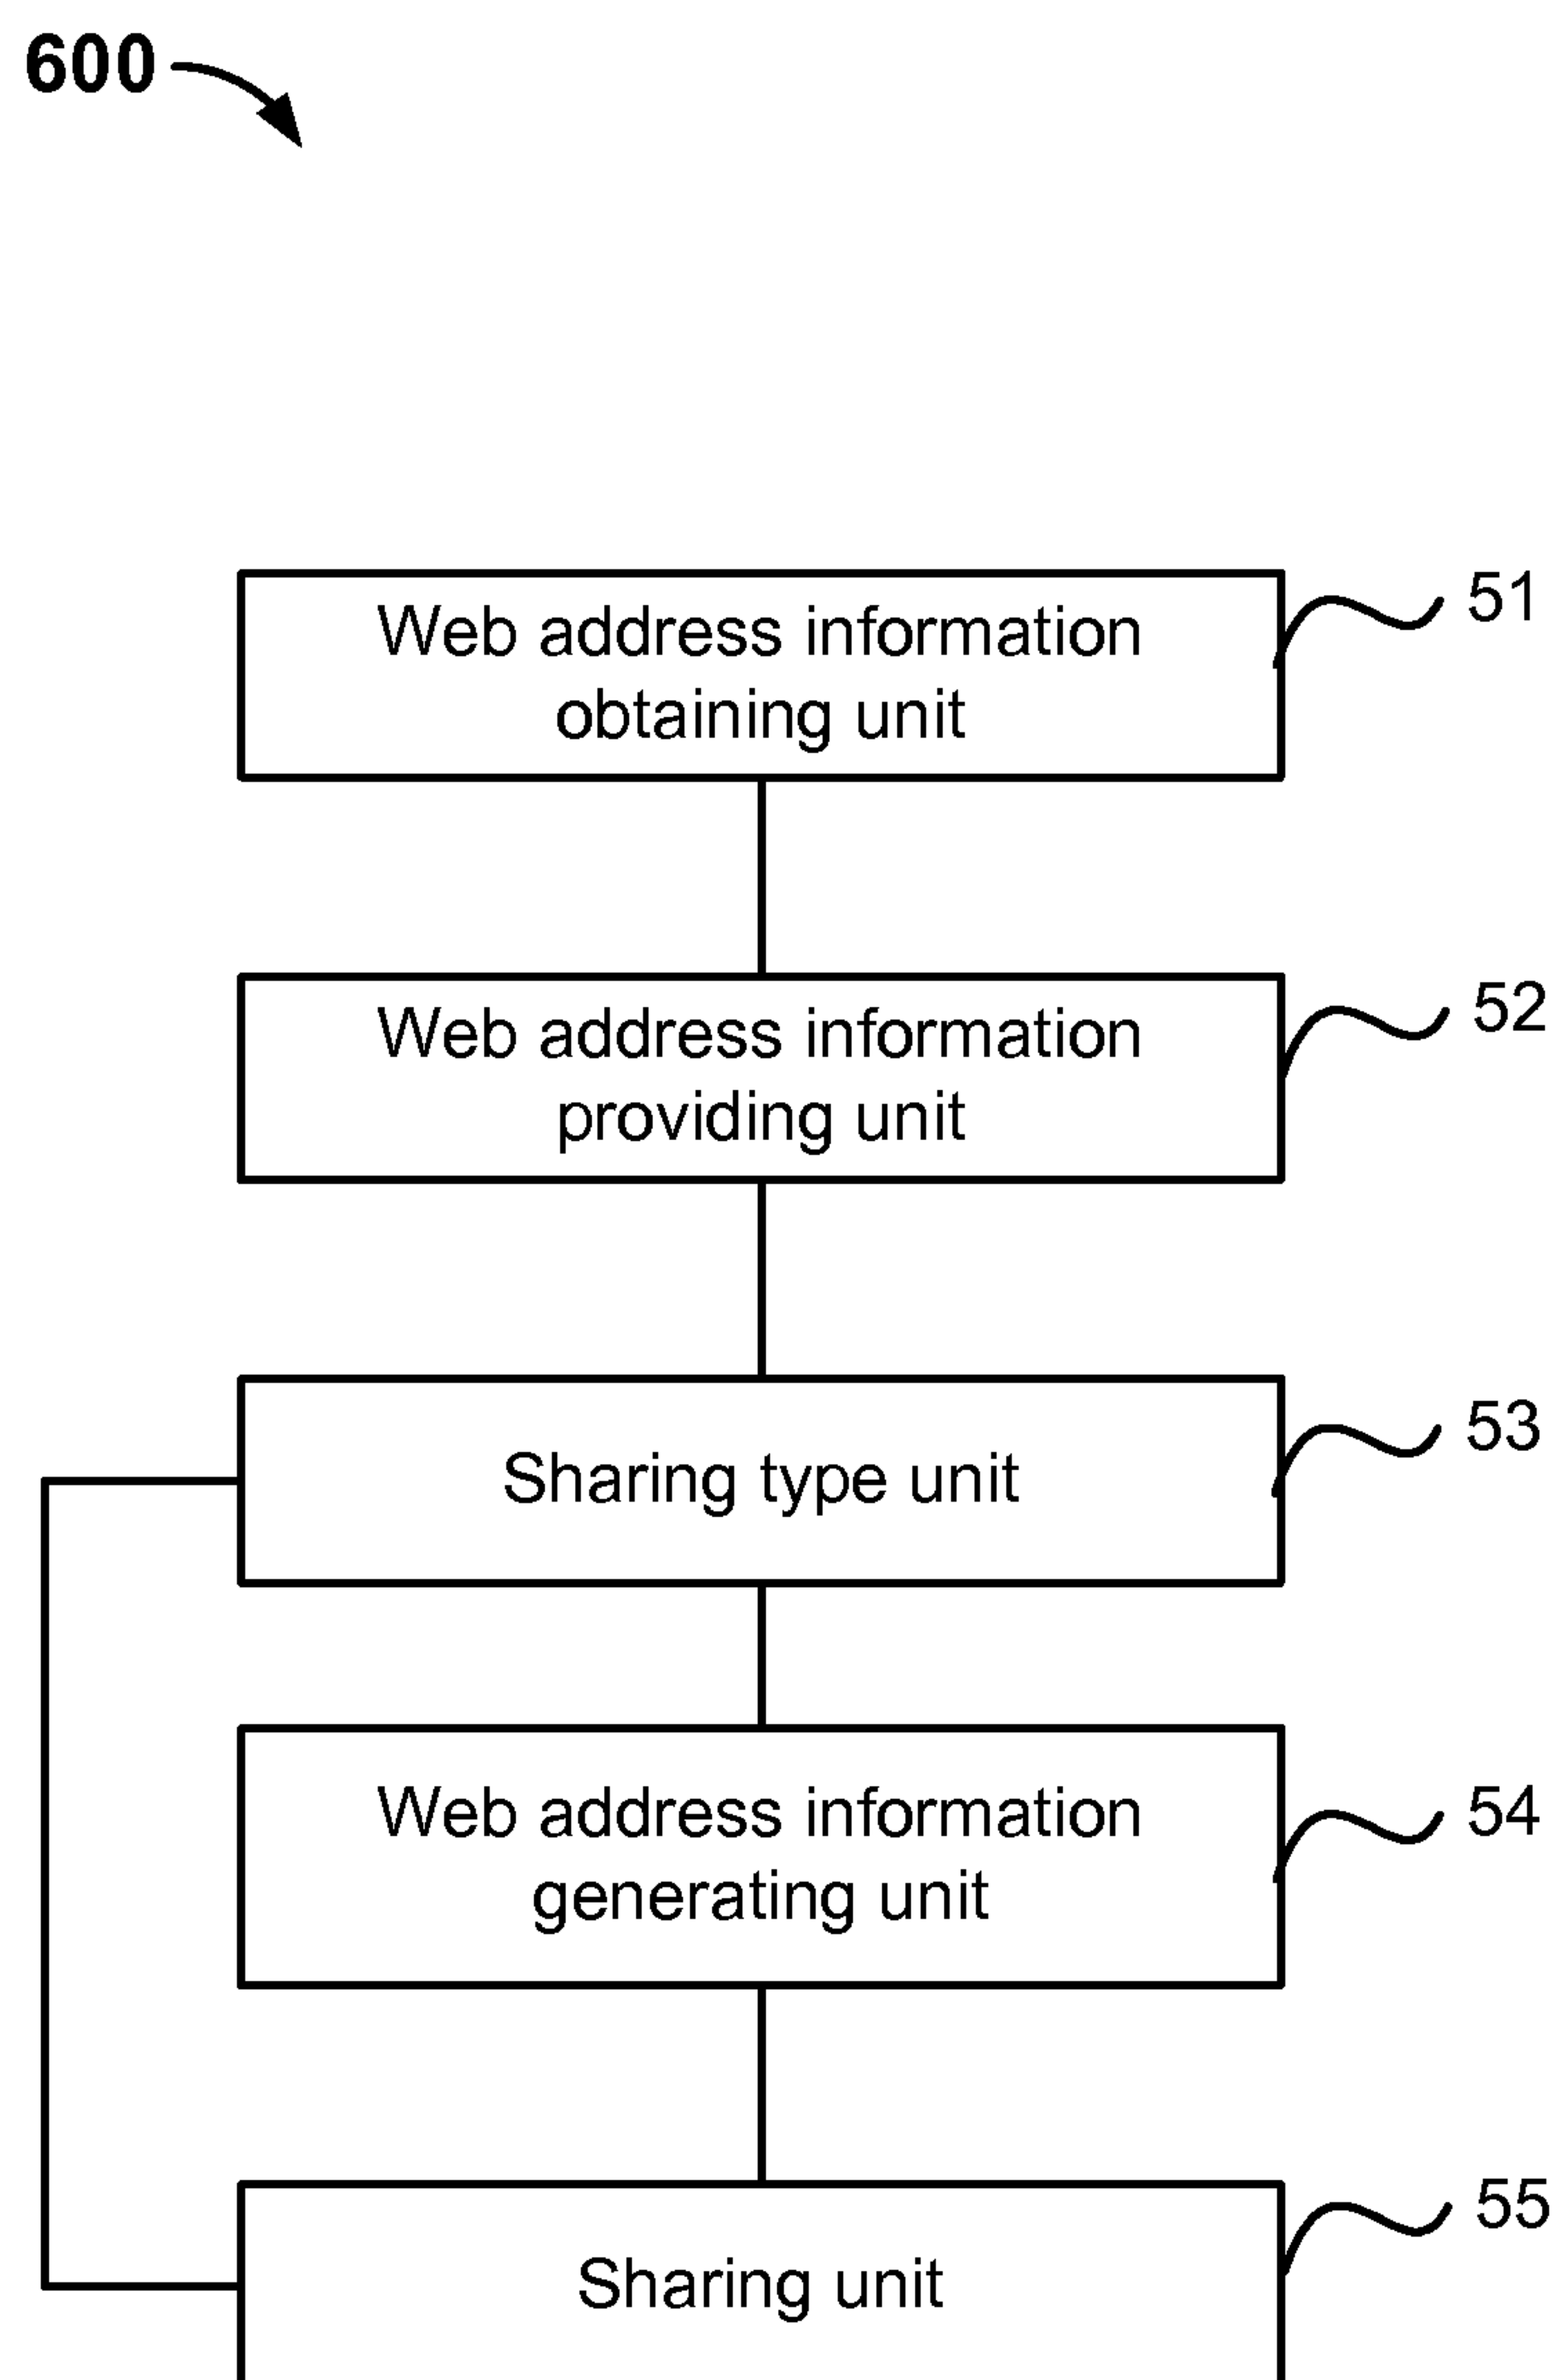 600
Web address information
obtaining unit
51
Web address information
providing unit
52
Sharing type unit
53
Web address information
generating unit
54
Sharing unit
55